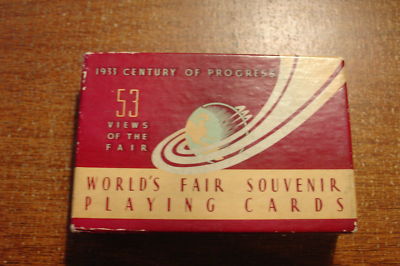 1933 CENTURY OF PROGRESS
53
VIEWS
OF THE
FAIR
WORLD'S FAIR SOUVENIR
PLAYING CARDS